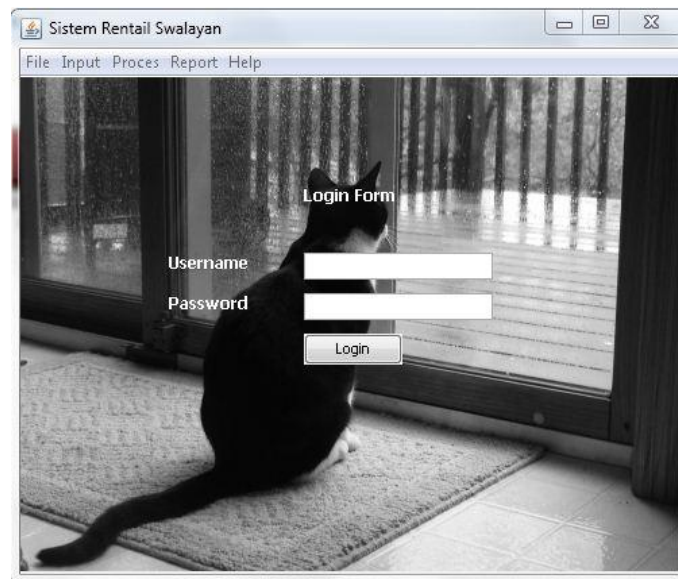 Sistem Rentail Swalayan
File Input Proces Report Help
Login Form
Username
Password
Login